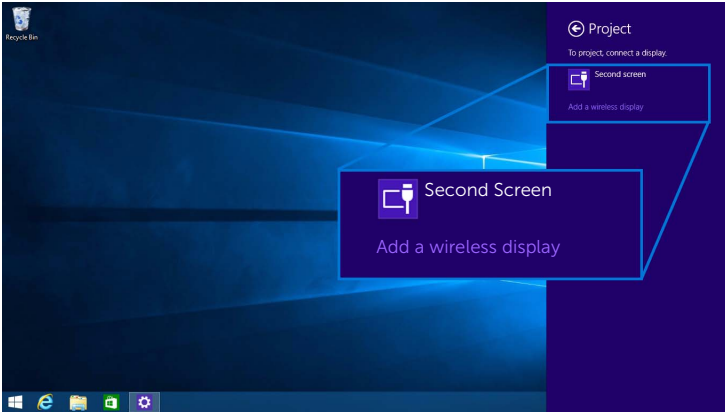 Recycle Bin
Project
To project, connect a display.
Second screen
Add a wireless display
Second Screen
Add a wireless display